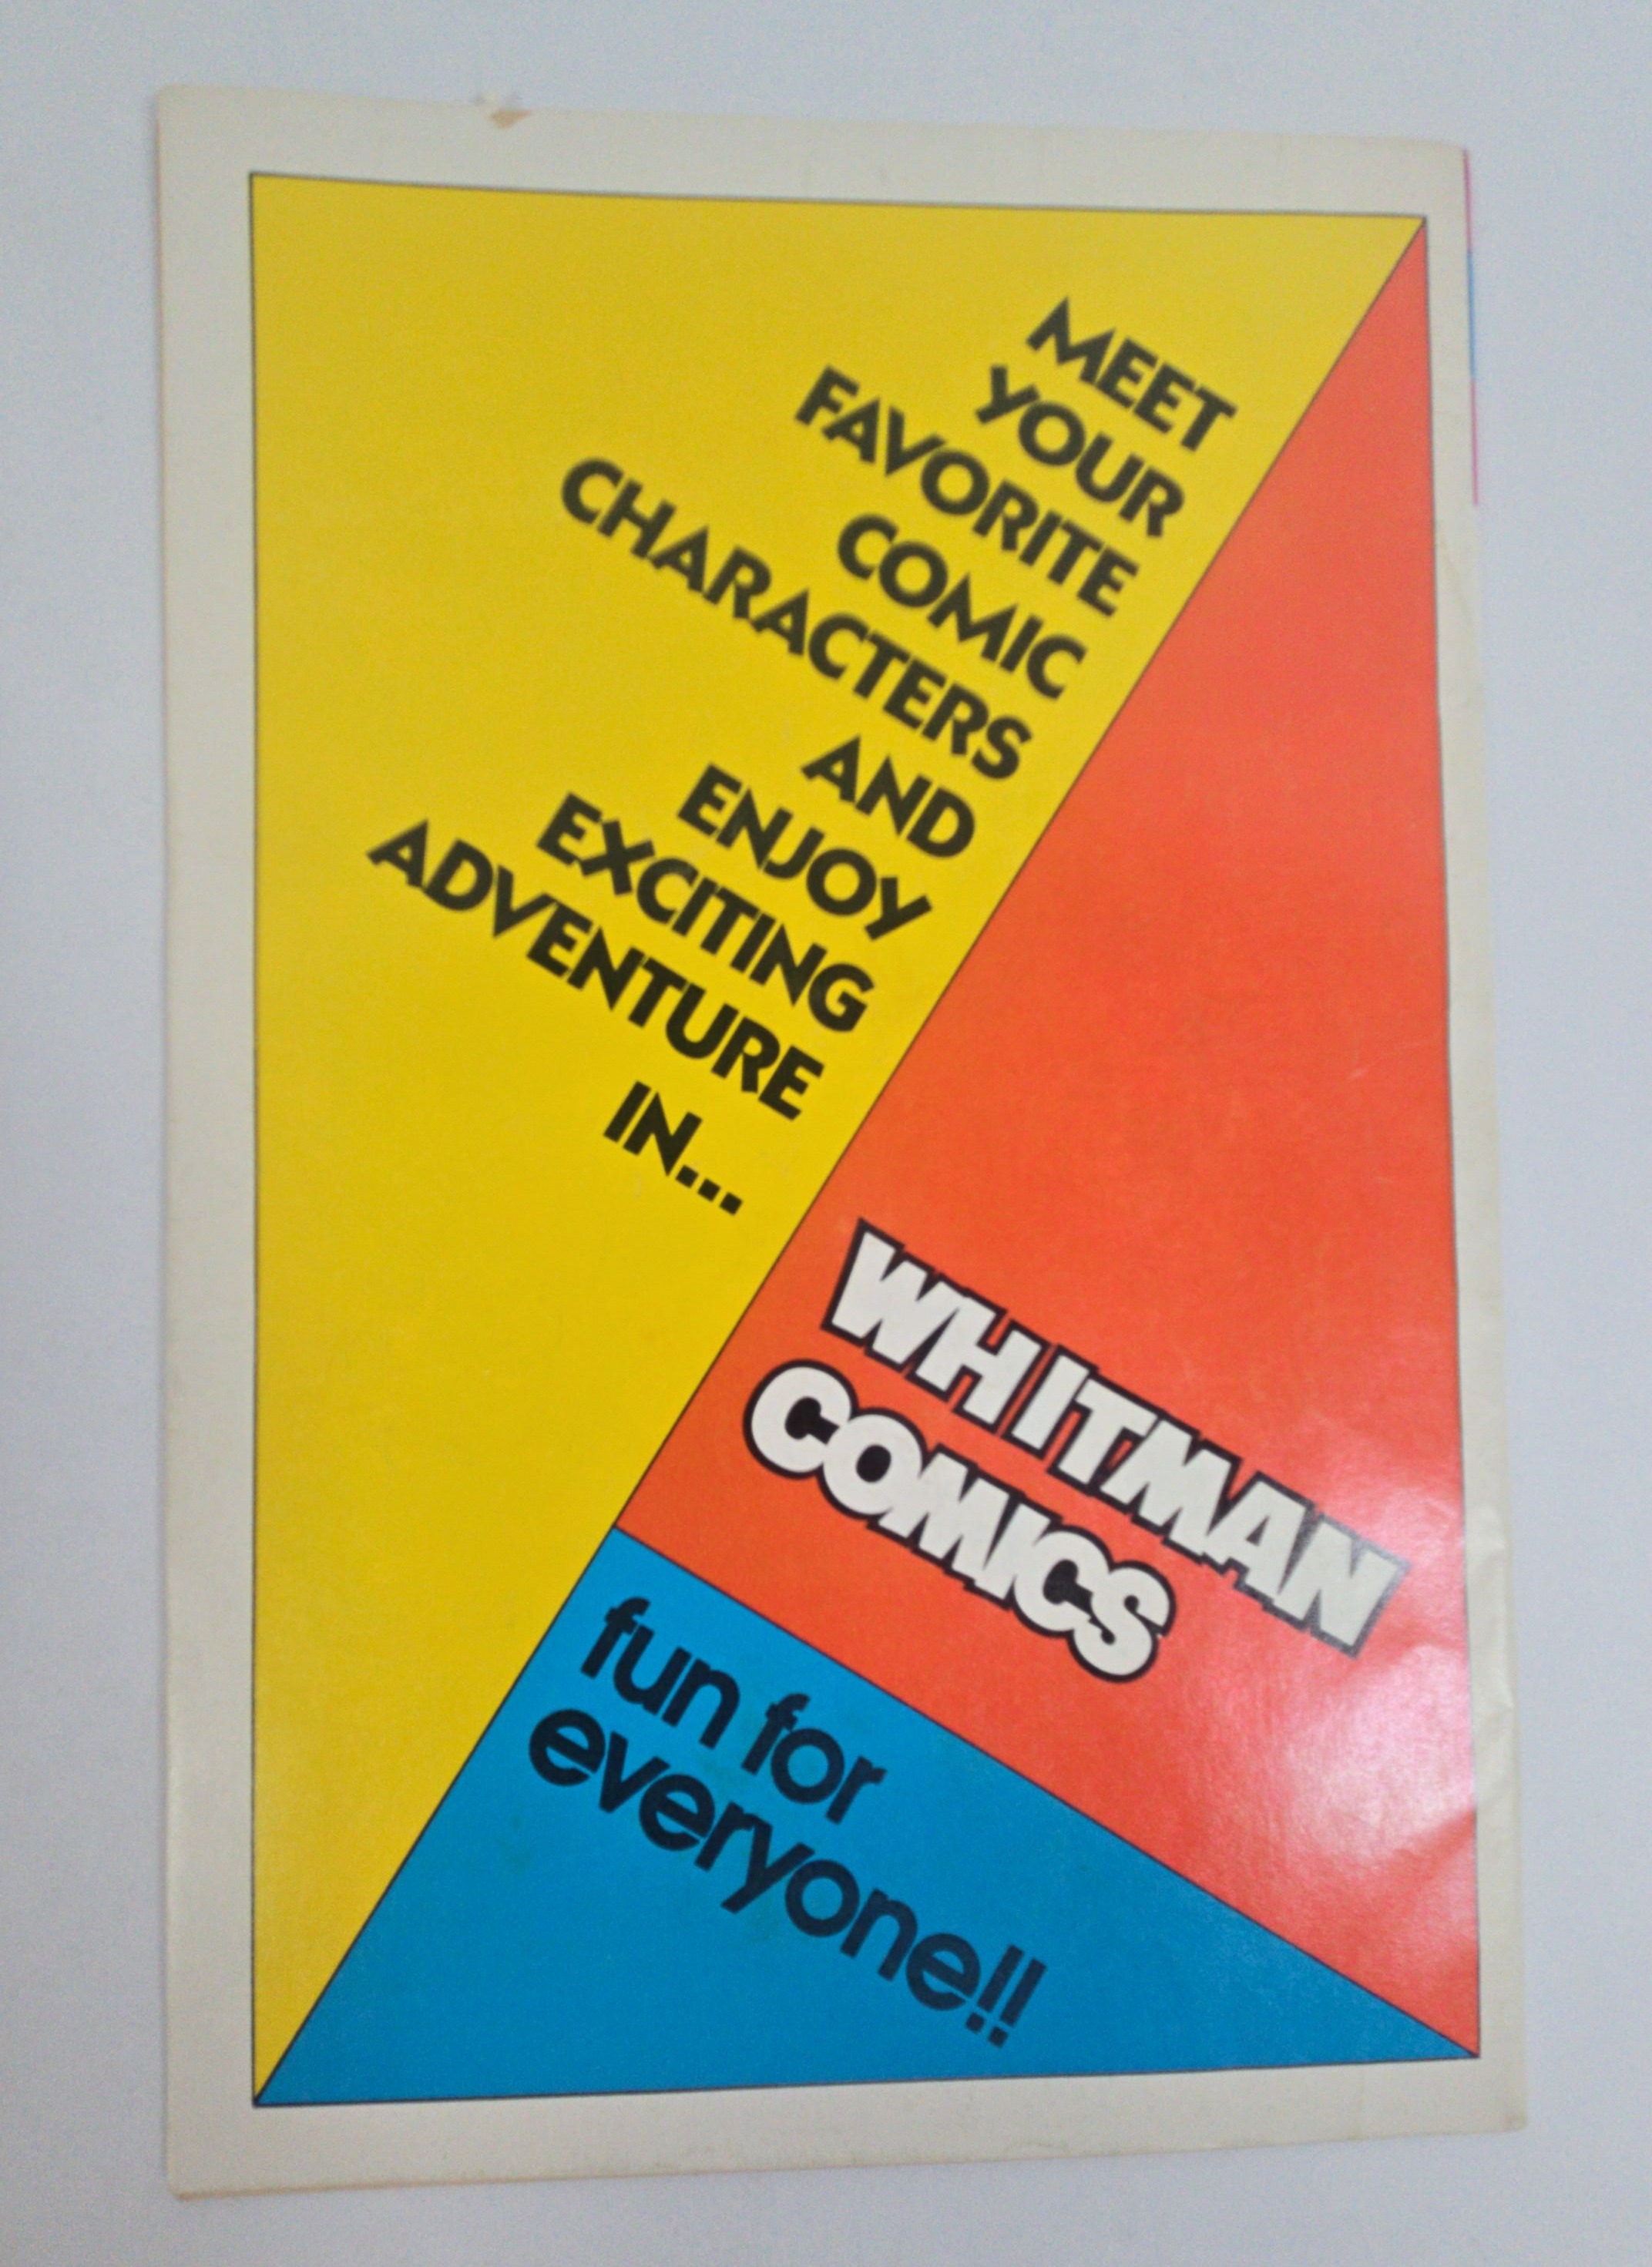 MEET
YOUR
FAVORITE
COMIC
CHARACTERS
AND
ENJOY
EXCITING
ADVENTURE
IN...
WHITMAN
COMICS
fun for
everyone!!